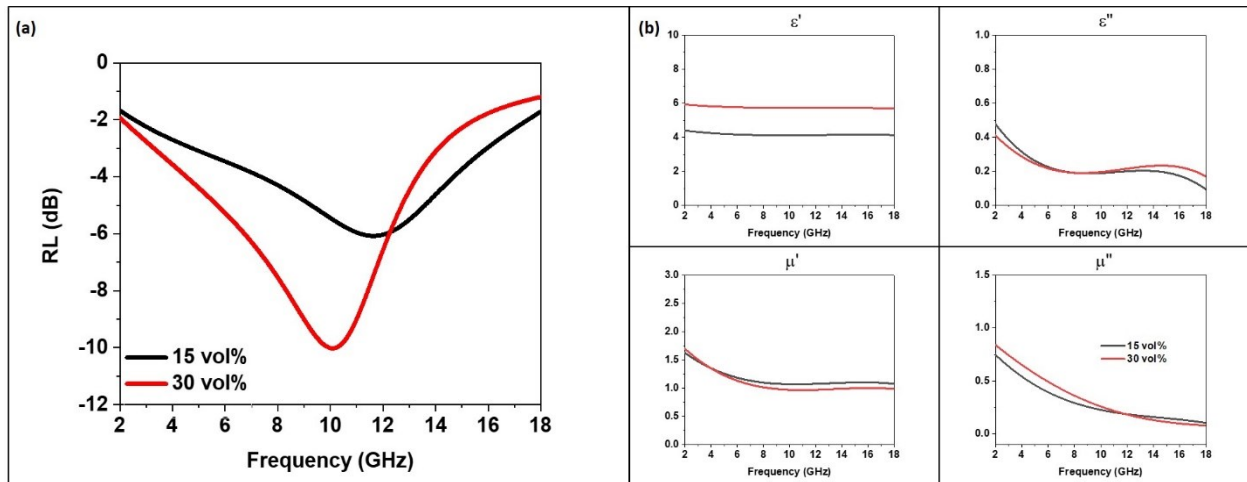 (a)
0
-2
-4
-6
-8
-10
-12
RL (dB)
15 vol%
30 vol%
2 4 6 8 10 12 14 16 18
Frequency (GHz)
(b)
ε'
10
8
6
4
2
0
2 4 6 8 10 12 14 16 18
Frequency (GHz)
ε"
1.0
0.8
0.6
0.4
0.2
0.0
2 4 6 8 10 12 14 16 18
Frequency (GHz)
μ'
3.0
2.5
2.0
1.5
1.0
0.5
0.0
2 4 6 8 10 12 14 16 18
Frequency (GHz)
μ"
1.5
1.0
0.5
0.0
15 vol%
30 vol%
2 4 6 8 10 12 14 16 18
Frequency (GHz)